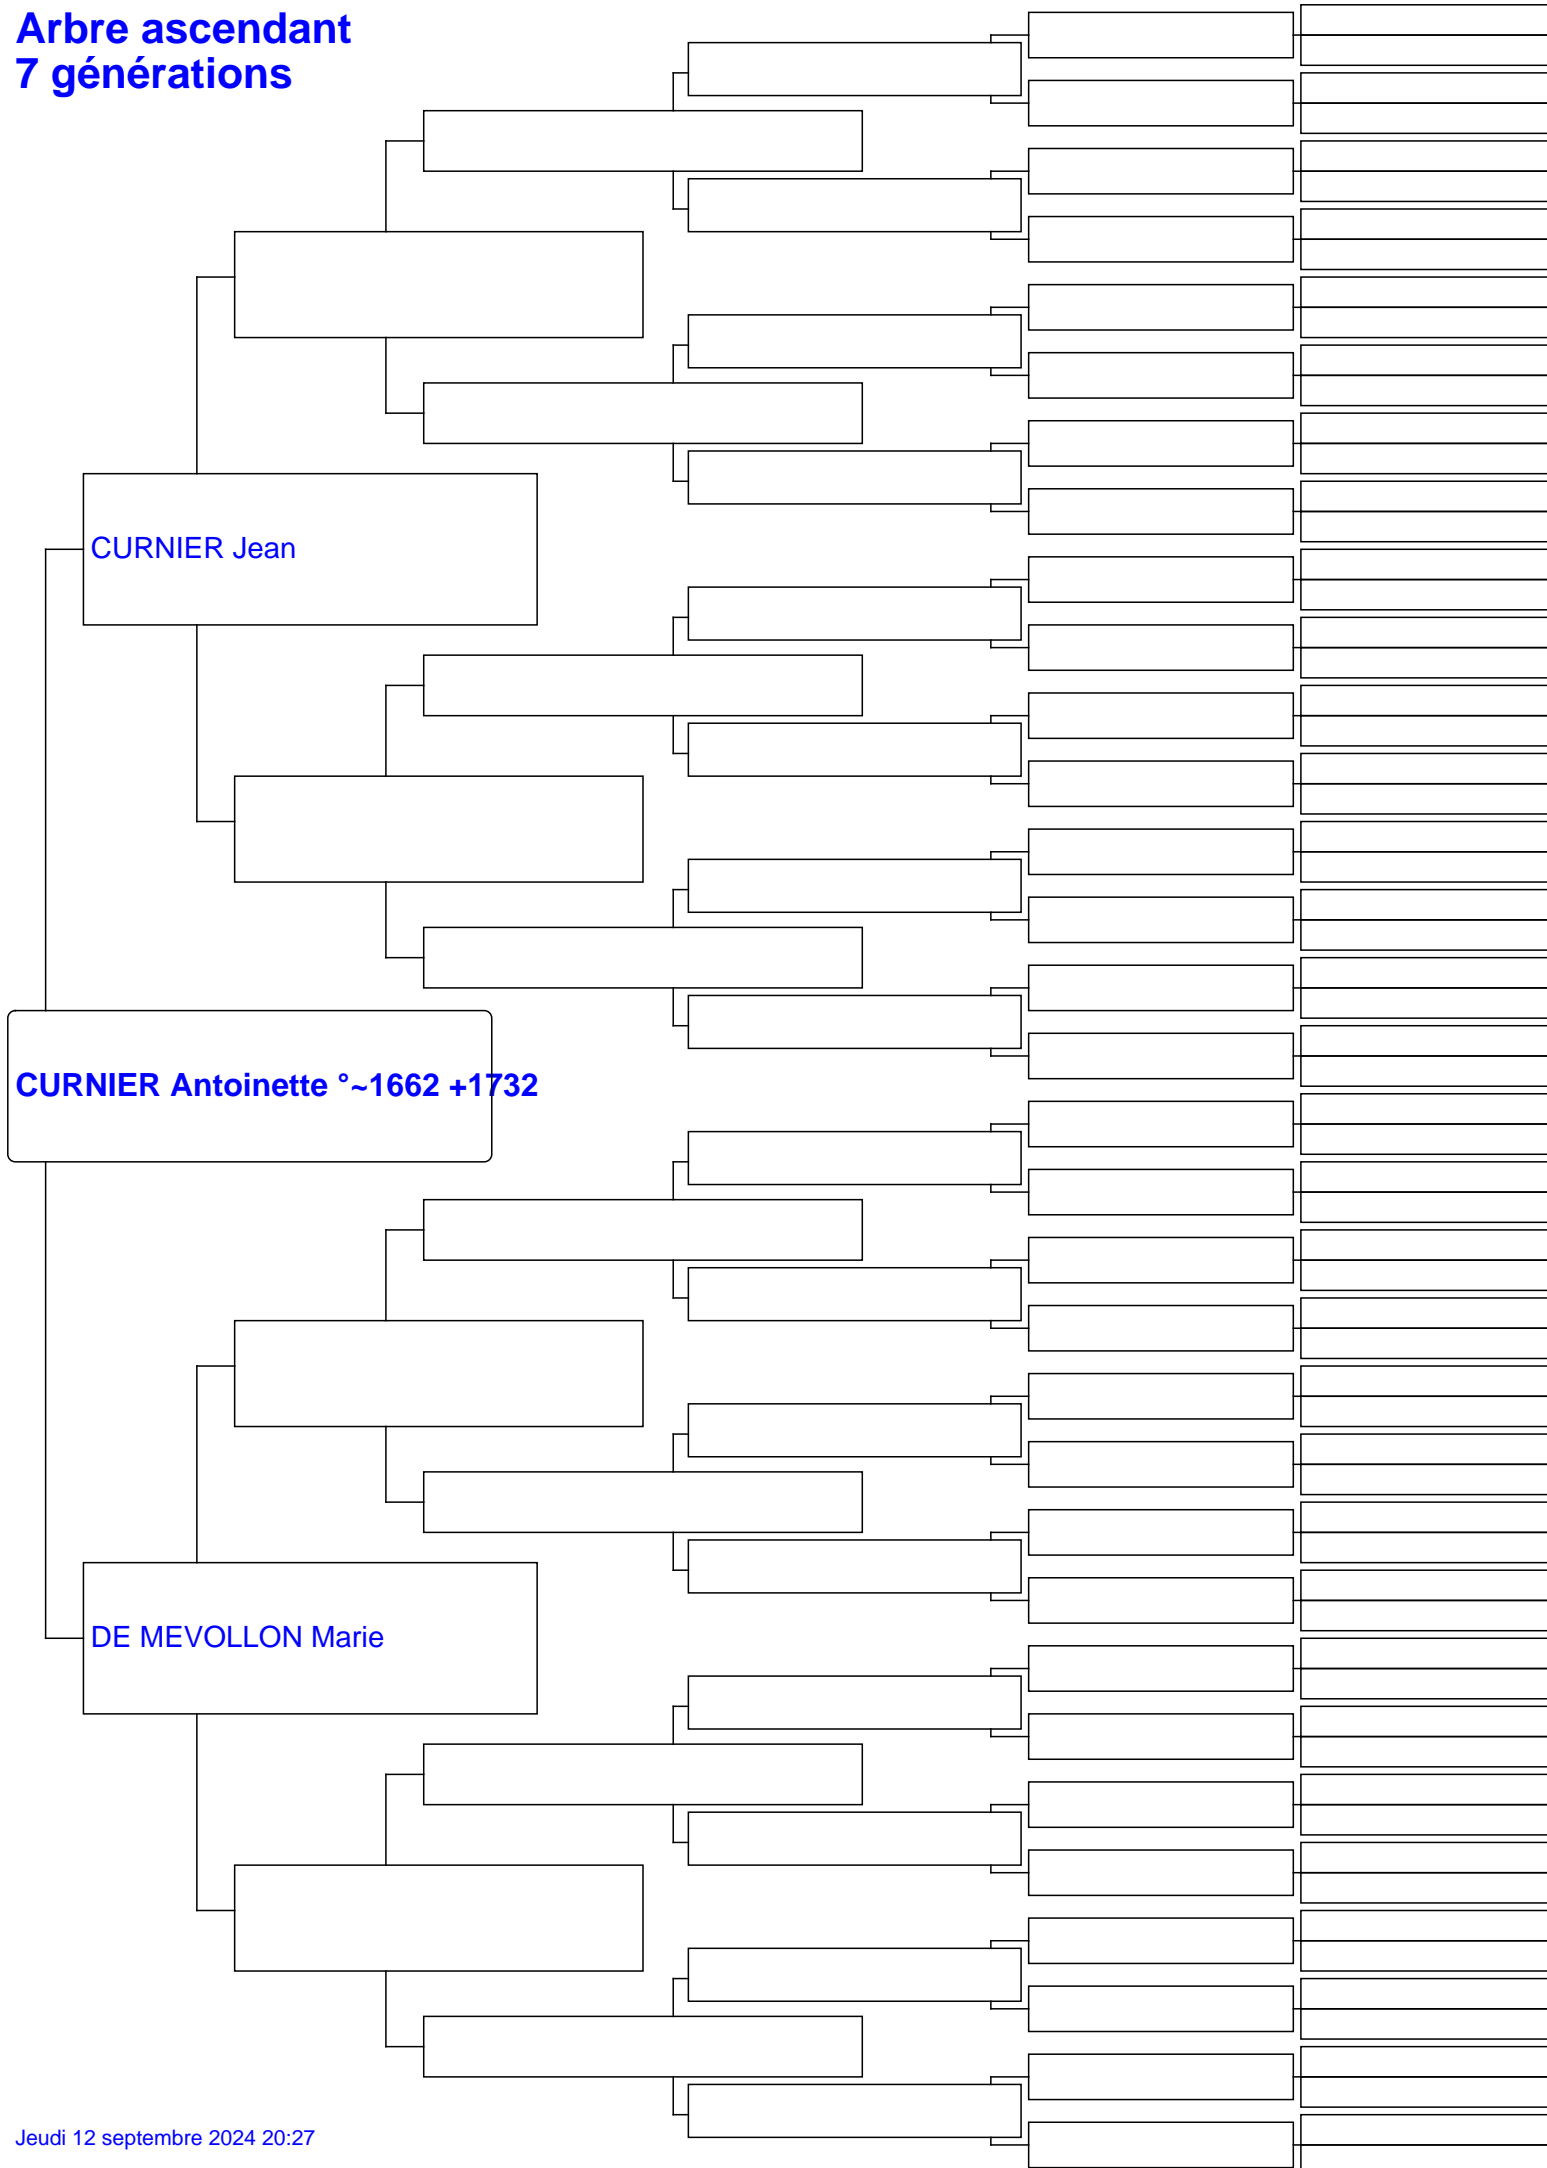 Arbre ascendant
7 générations
CURNIER Jean
CURNIER Antoinette °~1662 +1732
DE MEVOLLON Marie
Jeudi 12 septembre 2024 20:27